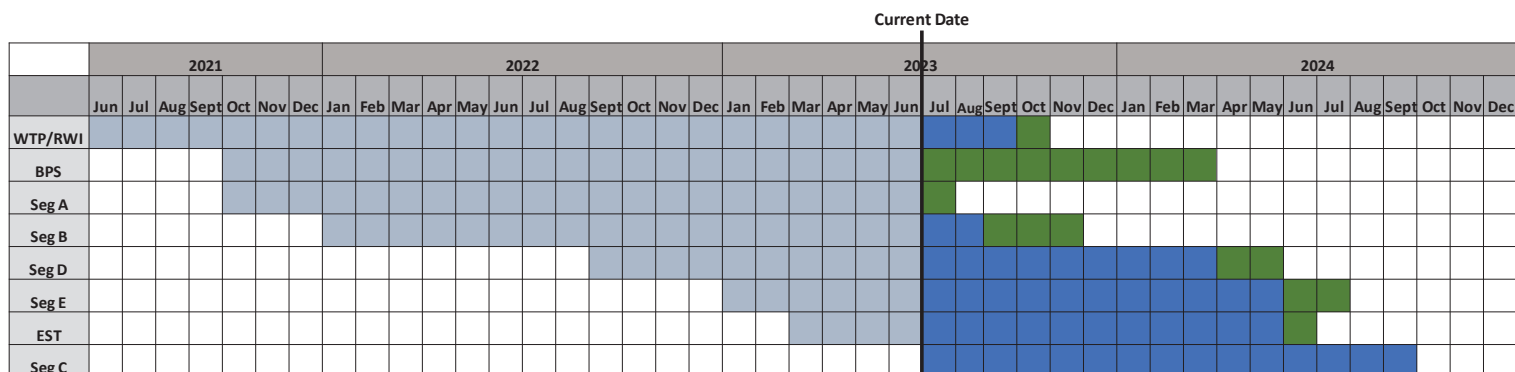 Current Date
2021 2022 2023 2024
Jun Jul Aug Sept Oct Nov Dec Jan Feb Mar Apr May Jun Jul Aug Sept Oct Nov Dec Jan Feb Mar Apr May Jun Jul Aug Sept Oct Nov Dec Jan Feb Mar Apr May Jun Jul Aug Sept Oct Nov Dec
WTP/RWI
BPS
Seg A
Seg B
Seg D
Seg E
EST
Seg C